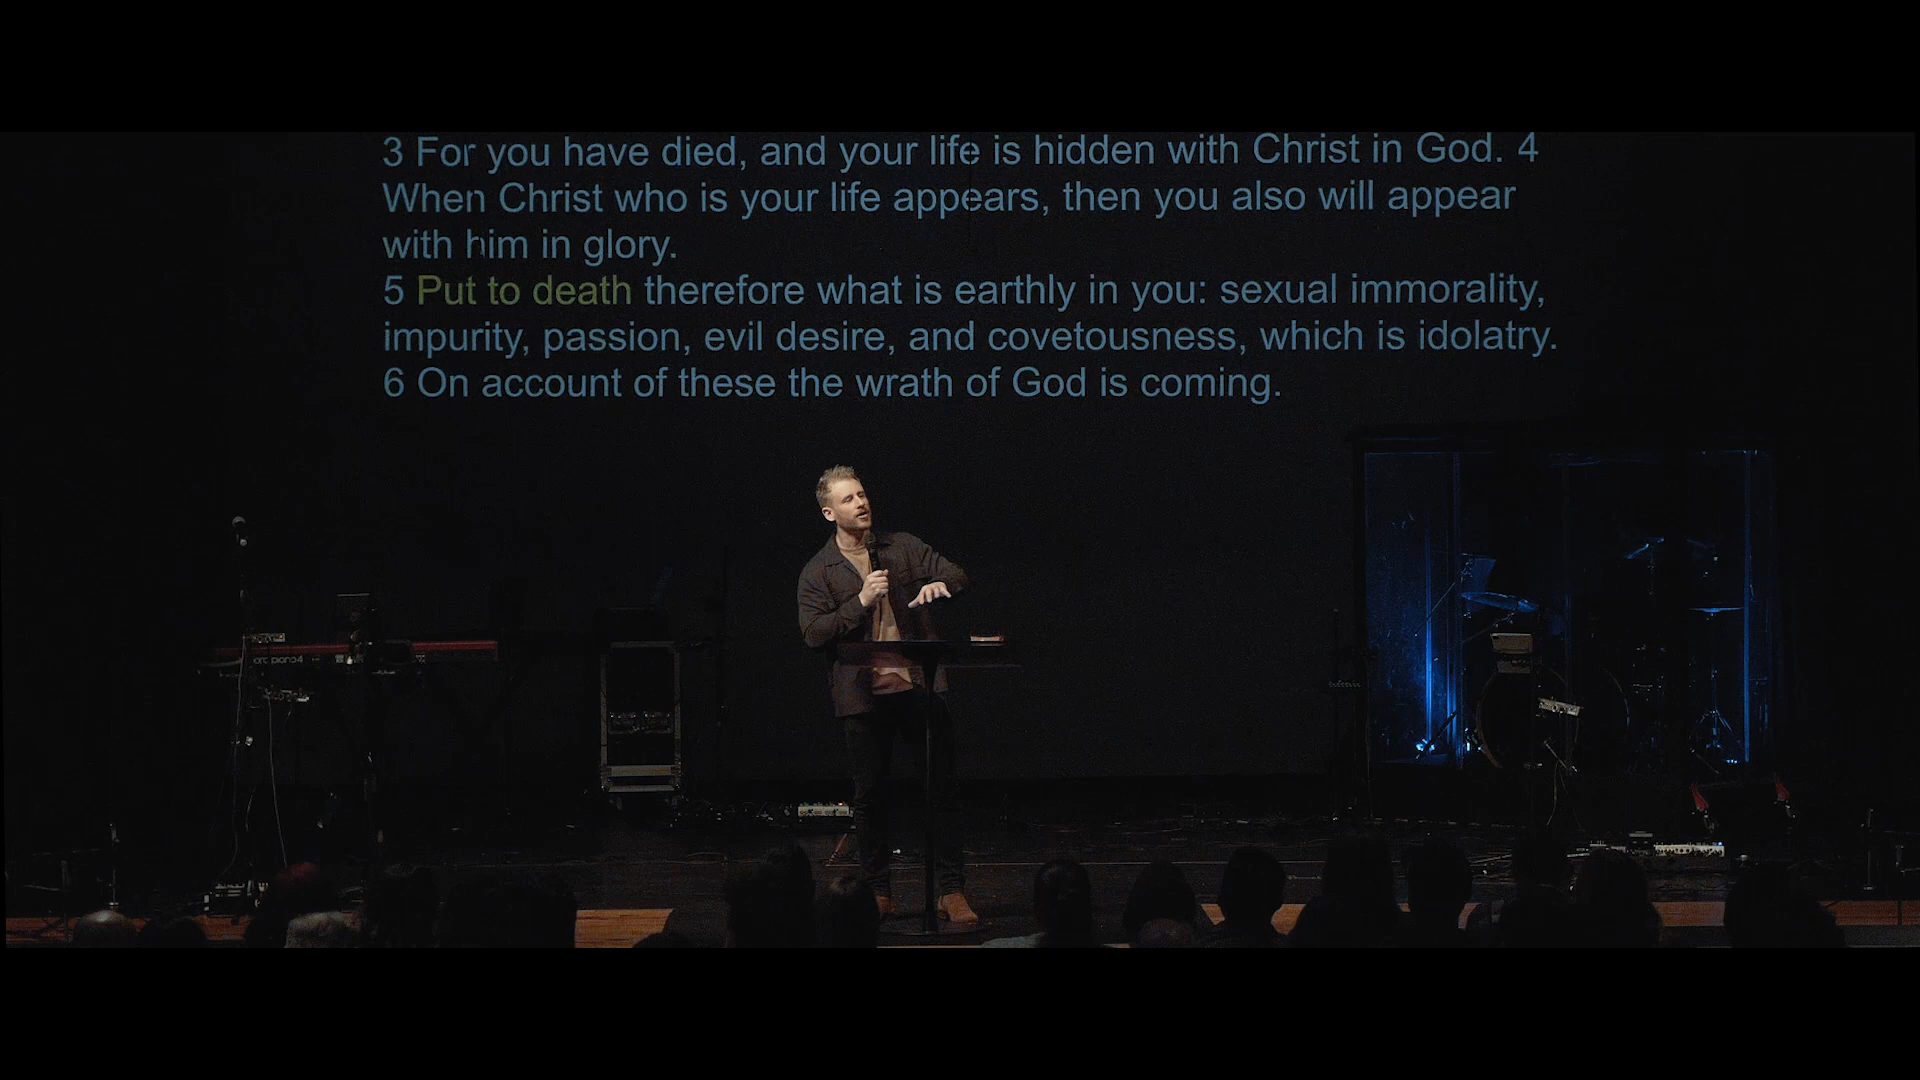 3 For you have died, and your life is hidden with Christ in God. 4
When Christ who is your life appears, then you also will appear
with him in glory.
5 Put to death therefore what is earthly in you: sexual immorality,
impurity, passion, evil desire, and covetousness, which is idolatry.
6 On account of these the wrath of God is coming.